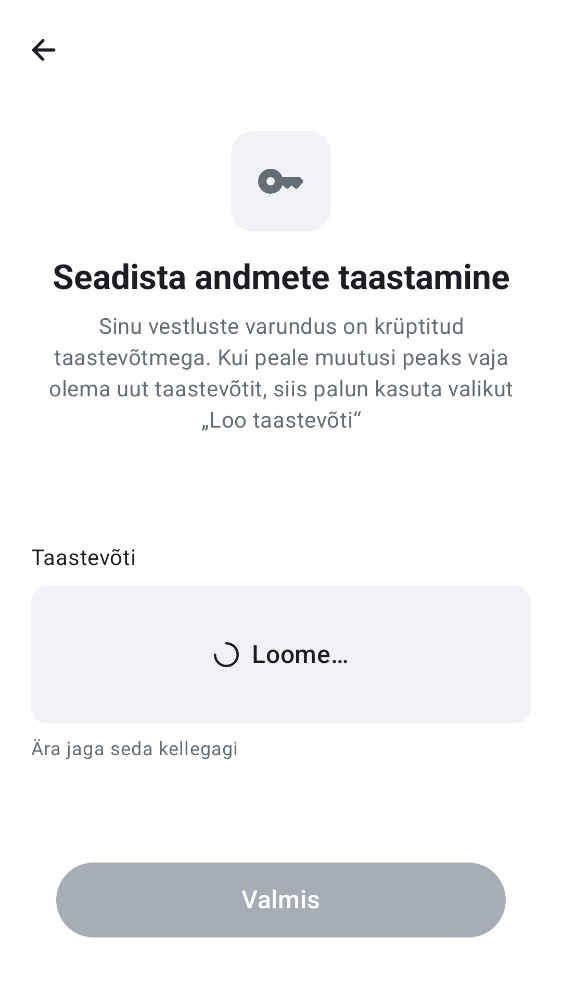 Seadista andmete taastamine
Sinu vestluste varundus on krüptitud
taastevõtmega. Kui peale muutusi peaks vaja
olema uut taastevõtit, siis palun kasuta valikut
„Loo taastevõti“
Taastevõti
Loome…
Ära jaga seda kellegagi
Valmis